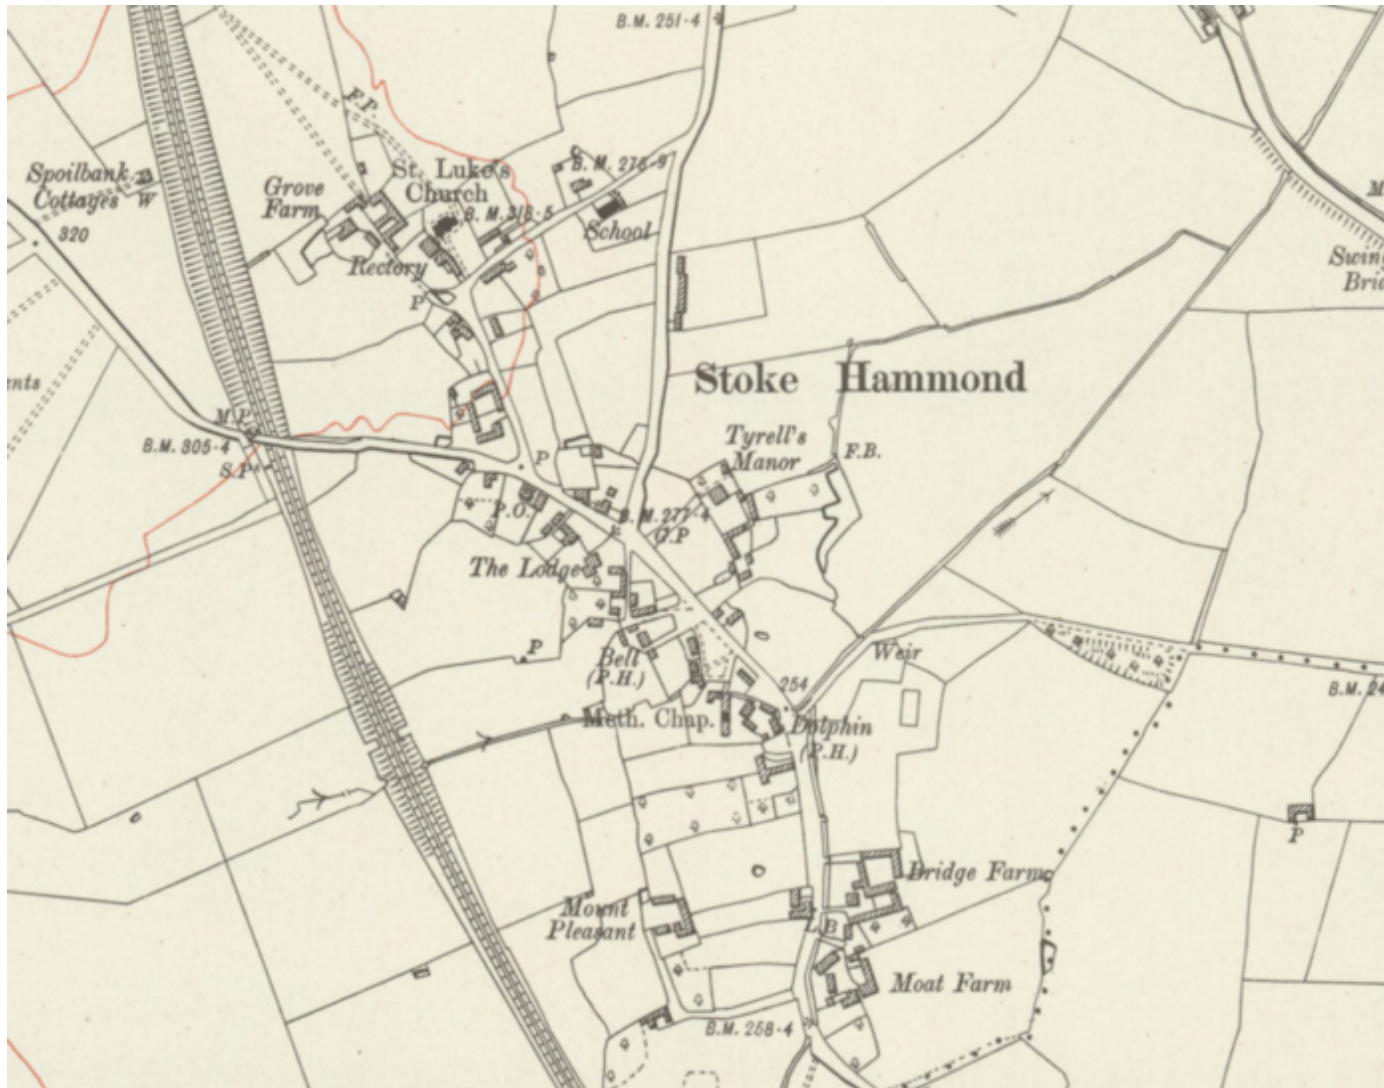 B.M. 251·4
F.P.
St. Luke's
Church
B.M. 276·9
Spoilbank
Cottages
W
Grove
Farm
B.M. 318·5
School
320
Rectory
P
M
Swing
Stoke Hammond
M.P.
B.M. 305·4
S.P.
P
Tyrell's
Manor
F.B.
P.O.
B.M. 277·4
G.P
The Lodge
P
Bell
(P.H.)
Weir
254
B.M. 24
Meth. Chap.
Dolphin
(P.H.)
P
Bridge Farm
Mount
Pleasant
L.B
Moat Farm
B.M. 258·4